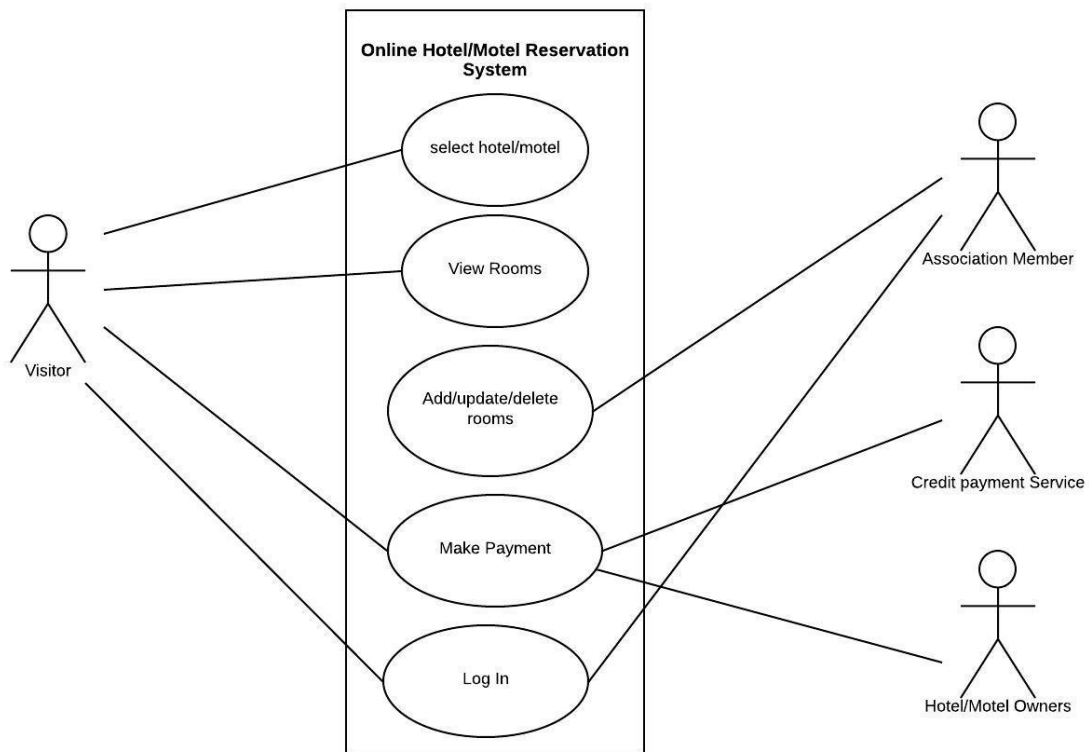 Online Hotel/Motel Reservation
System
select hotel/motel
View Rooms
Add/update/delete
rooms
Make Payment
Log In
Visitor
Association Member
Credit payment Service
Hotel/Motel Owners